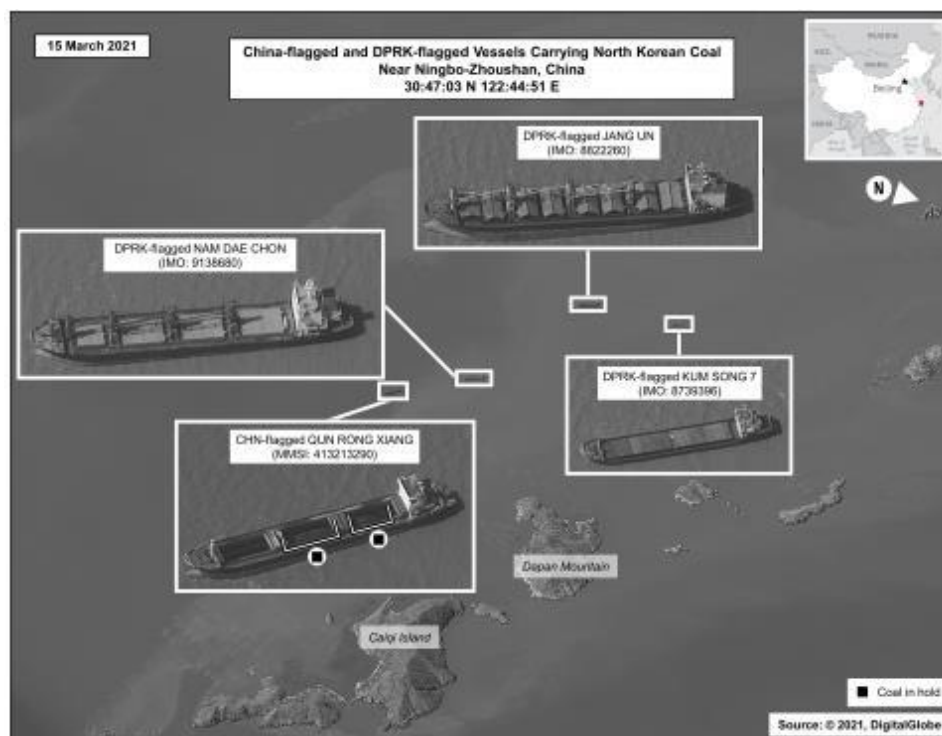 15 March 2021
China-flagged and DPRK-flagged Vessels Carrying North Korean Coal
Near Ningbo-Zhoushan, China
30:47:03 N 122:44:51 E
Beijing
DPRK-flagged JANG UN
(IMO: 8822260)
N
DPRK-flagged NAM DAE CHON
(IMO: 9138680)
DPRK-flagged KUM SONG 7
(IMO: 8739396)
CHN-flagged QUN RONG XIANG
(MMSI: 413213290)
Dapan Mountain
Caiqi Island
Coal in hold
Source: © 2021, DigitalGlobe